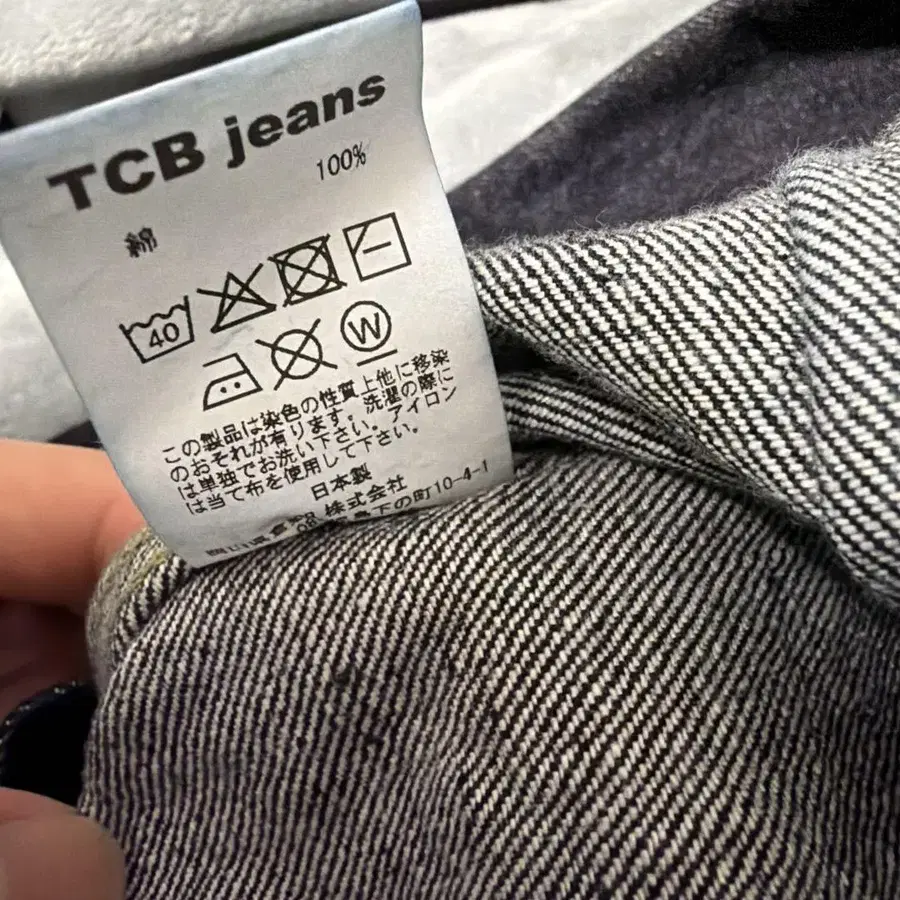 TCB jeans
綿 100%
40
W
この製品は染色の性質上他に移染
のおそれが有ります。洗濯の際に
は単独でお洗い下さい。アイロン
は当て布を使用して下さい。
日本製
株式会社
下の町10-4-1